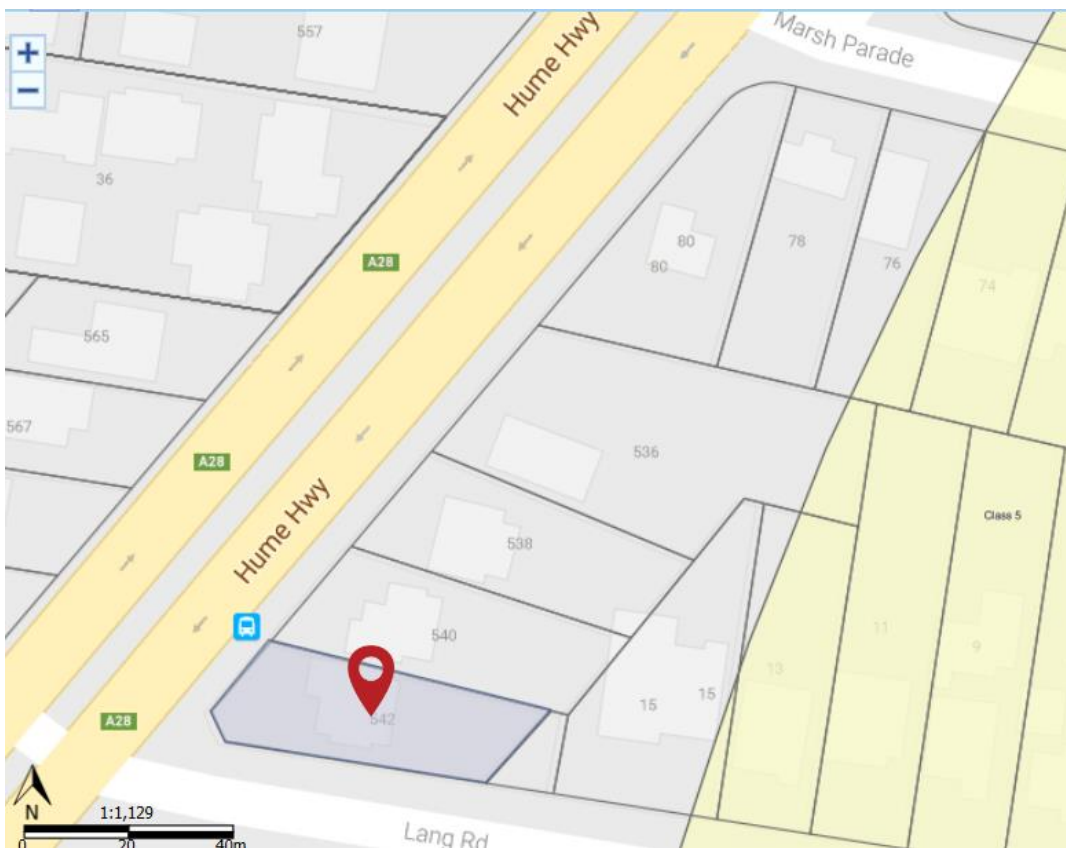 +
−
557
Hume Hwy
Marsh Parade
36
A28
80
80
78
76
74
565
567
A28
536
Class 5
Hume Hwy
538
540
11
9
13
15
15
542
A28
N
1:1,129
0 20 40m
Lang Rd